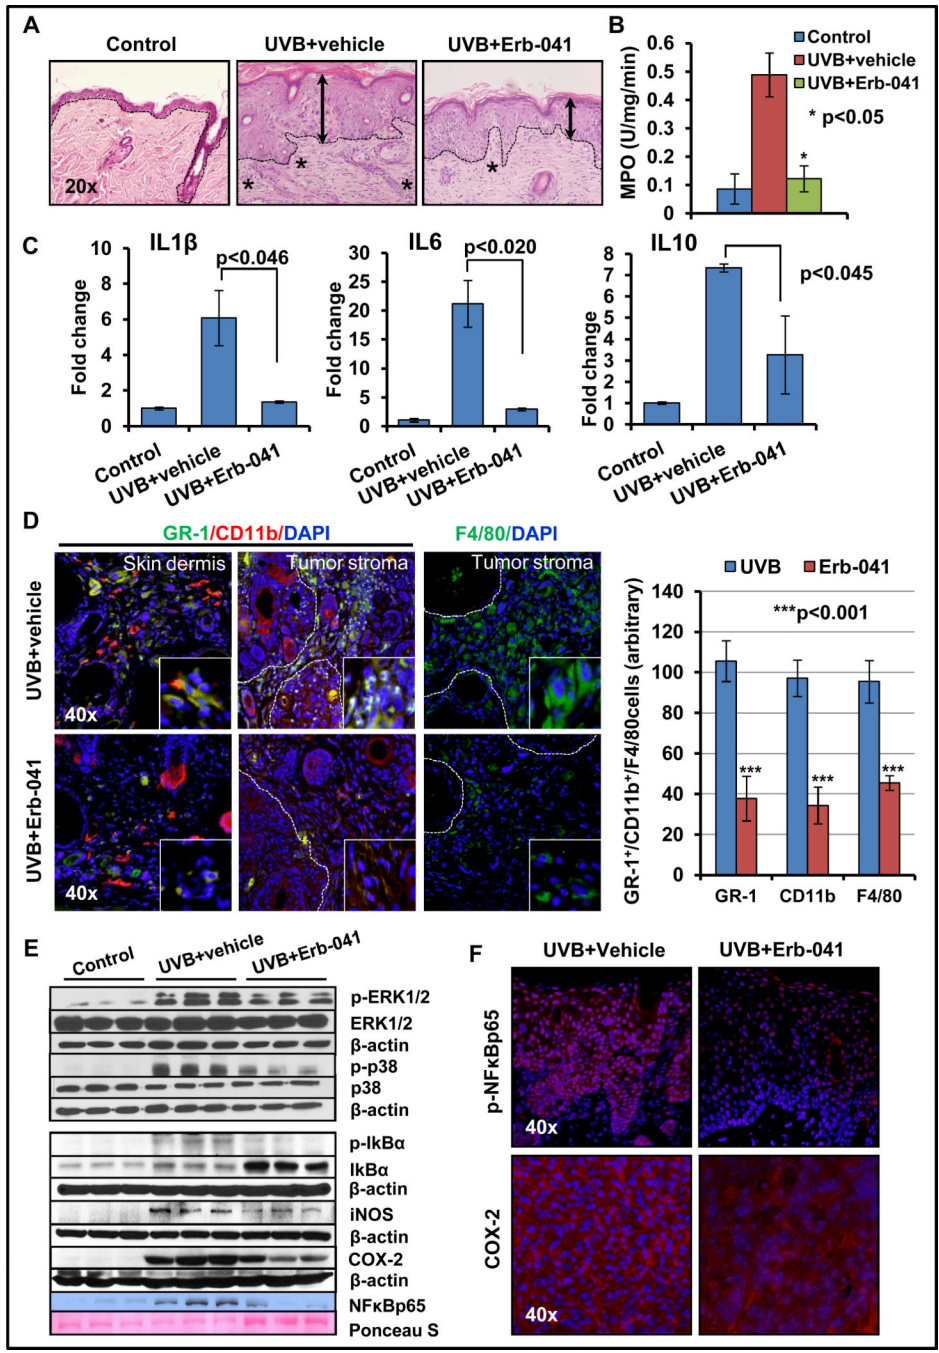 A
Control
UVB+vehicle
UVB+Erb-041
20x
*
*
*
*
B
MPO (U/mg/min)
0.6
0.5
0.4
0.3
0.2
0.1
0
Control
UVB+vehicle
UVB+Erb-041
* p<0.05
*
C
IL1β
Fold change
10
8
6
4
2
0
p<0.046
Control
UVB+vehicle
UVB+Erb-041
IL6
Fold change
30
25
20
15
10
5
0
p<0.020
Control
UVB+vehicle
UVB+Erb-041
IL10
Fold change
8
7
6
5
4
3
2
1
0
p<0.045
Control
UVB+vehicle
UVB+Erb-041
D
GR-1/CD11b/DAPI
F4/80/DAPI
UVB+vehicle
Skin dermis
Tumor stroma
Tumor stroma
40x
UVB+Erb-041
40x
UVB
Erb-041
***p<0.001
GR-1⁺/CD11b⁺/F4/80cells (arbitrary)
140
120
100
80
60
40
20
0
***
***
***
GR-1
CD11b
F4/80
E
Control
UVB+vehicle
UVB+Erb-041
p-ERK1/2
ERK1/2
β-actin
p-p38
p38
β-actin
p-IkBα
IkBα
β-actin
iNOS
β-actin
COX-2
β-actin
NFκBp65
Ponceau S
F
UVB+Vehicle
UVB+Erb-041
p-NFκBp65
40x
COX-2
40x